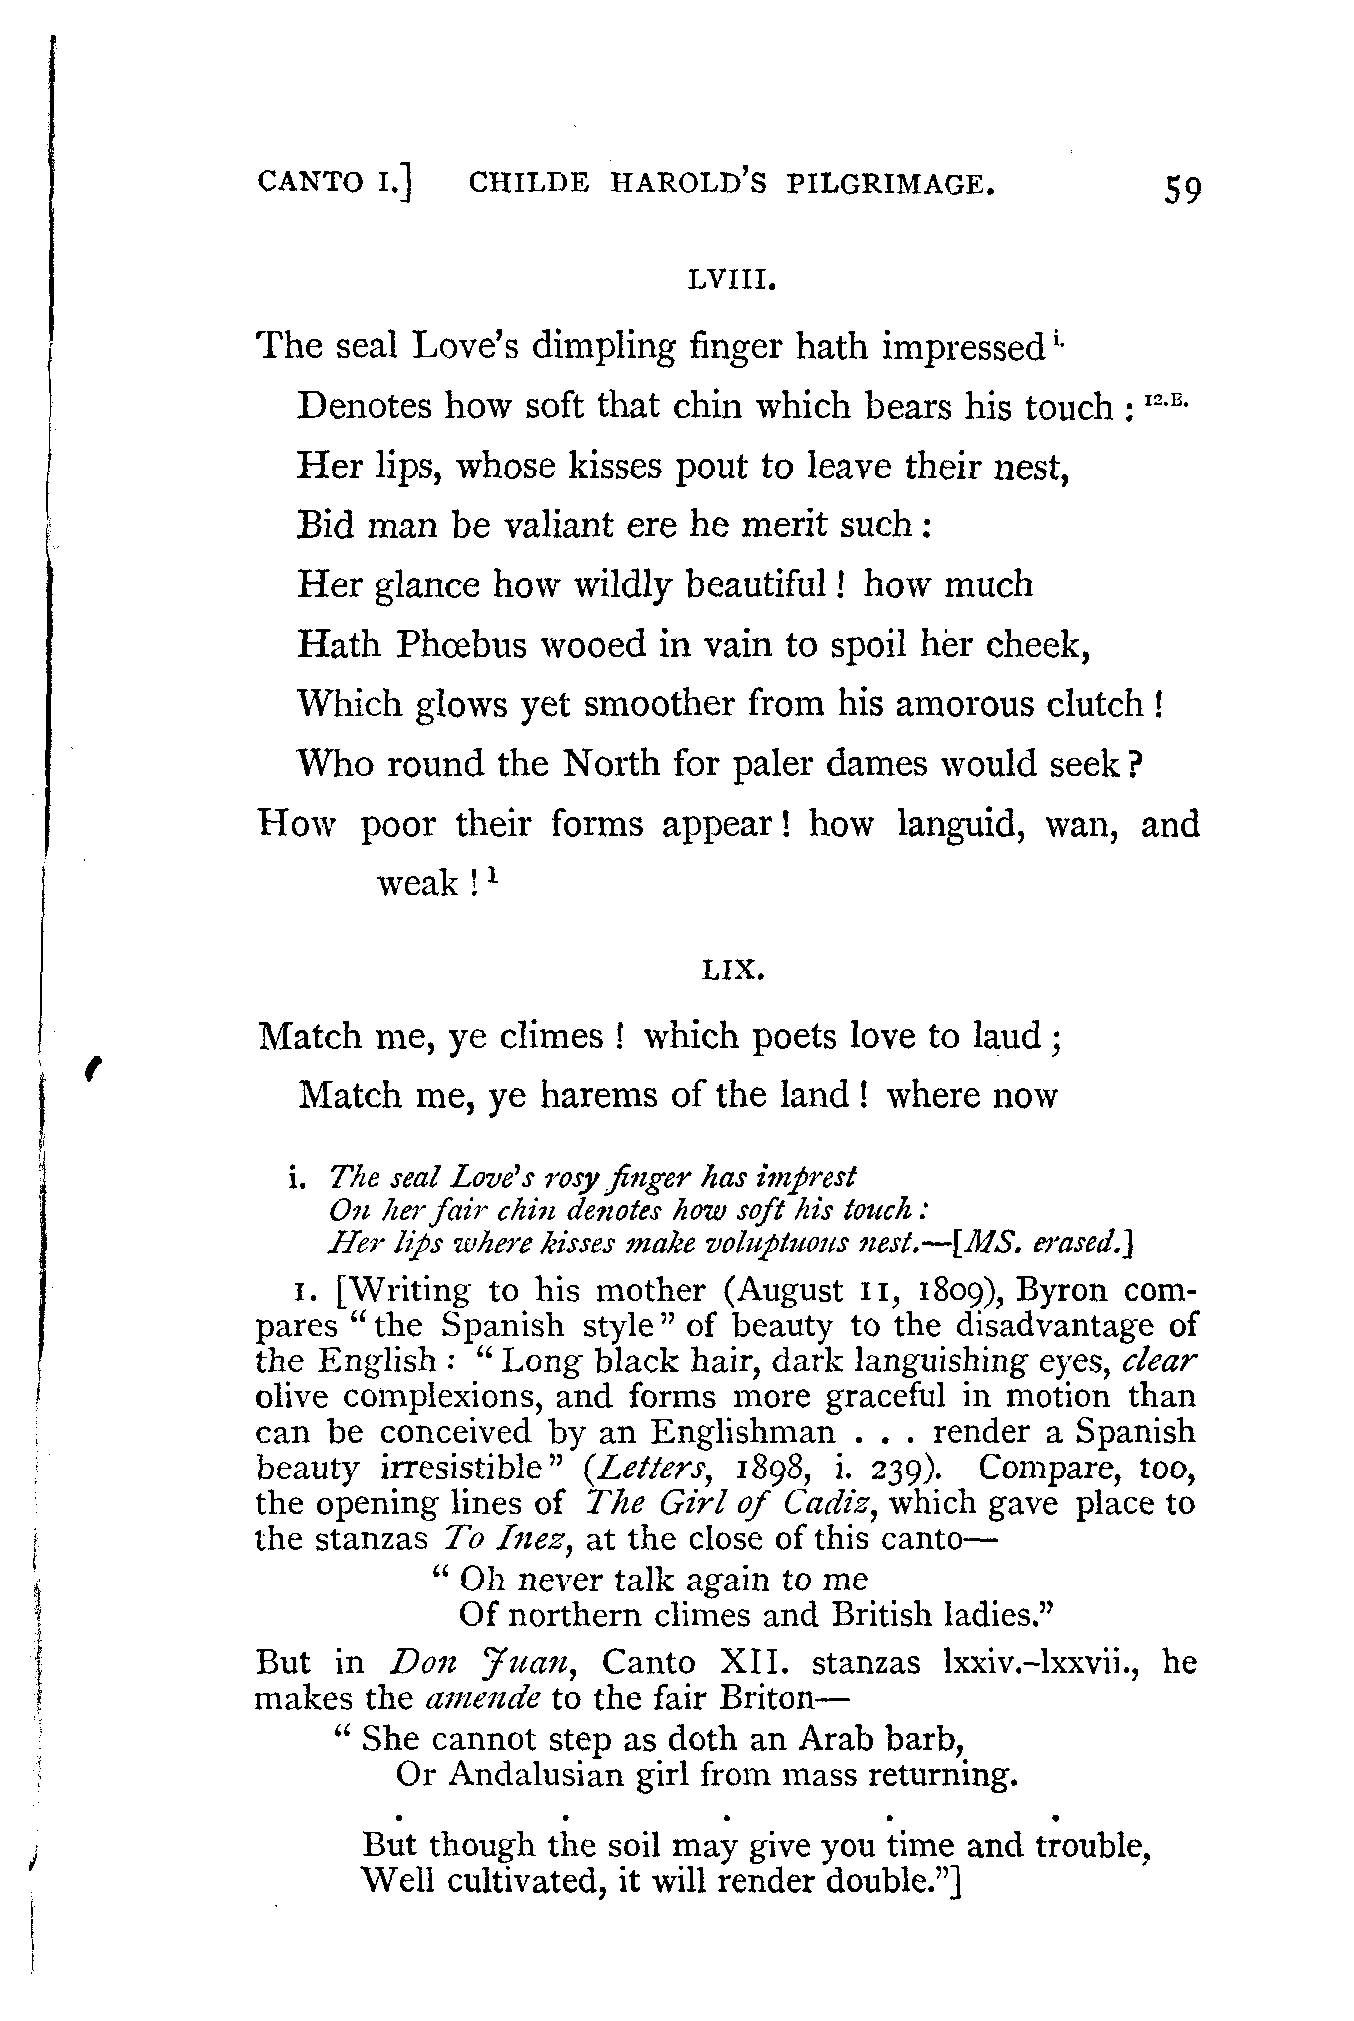 CANTO I.] CHILDE HAROLD'S PILGRIMAGE. 59
LVIII.
The seal Love's dimpling finger hath impressed i.
Denotes how soft that chin which bears his touch : 12.B.
Her lips, whose kisses pout to leave their nest,
Bid man be valiant ere he merit such :
Her glance how wildly beautiful ! how much
Hath Phœbus wooed in vain to spoil her cheek,
Which glows yet smoother from his amorous clutch !
Who round the North for paler dames would seek ?
How poor their forms appear ! how languid, wan, and
weak ! 1
LIX.
Match me, ye climes ! which poets love to laud ;
Match me, ye harems of the land ! where now
i. The seal Love's rosy finger has imprest
On her fair chin denotes how soft his touch :
Her lips where kisses make voluptuous nest.—[MS. erased.]
1. [Writing to his mother (August 11, 1809), Byron com-
pares "the Spanish style" of beauty to the disadvantage of
the English : "Long black hair, dark languishing eyes, clear
olive complexions, and forms more graceful in motion than
can be conceived by an Englishman . . . render a Spanish
beauty irresistible" (Letters, 1898, i. 239). Compare, too,
the opening lines of The Girl of Cadiz, which gave place to
the stanzas To Inez, at the close of this canto—
"Oh never talk again to me
Of northern climes and British ladies."
But in Don Juan, Canto XII. stanzas lxxiv.-lxxvii., he
makes the amende to the fair Briton—
"She cannot step as doth an Arab barb,
Or Andalusian girl from mass returning.
. . . . .
But though the soil may give you time and trouble,
Well cultivated, it will render double."]